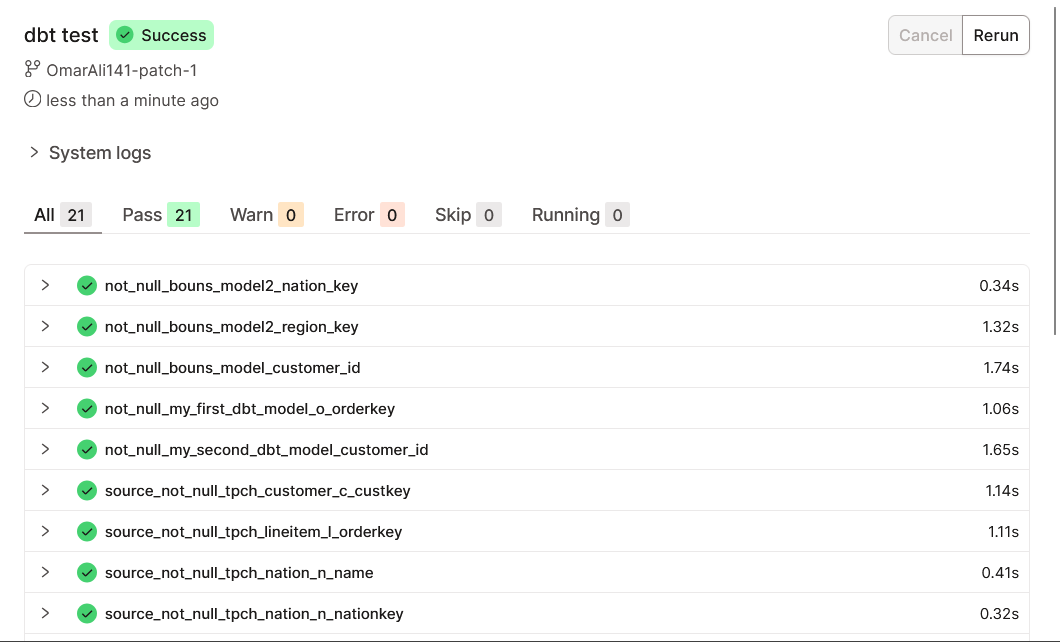 dbt test Success Cancel Rerun
OmarAli141-patch-1
less than a minute ago
System logs
All 21 Pass 21 Warn 0 Error 0 Skip 0 Running 0
not_null_bouns_model2_nation_key 0.34s
not_null_bouns_model2_region_key 1.32s
not_null_bouns_model_customer_id 1.74s
not_null_my_first_dbt_model_o_orderkey 1.06s
not_null_my_second_dbt_model_customer_id 1.65s
source_not_null_tpch_customer_c_custkey 1.14s
source_not_null_tpch_lineitem_l_orderkey 1.11s
source_not_null_tpch_nation_n_name 0.41s
source_not_null_tpch_nation_n_nationkey 0.32s